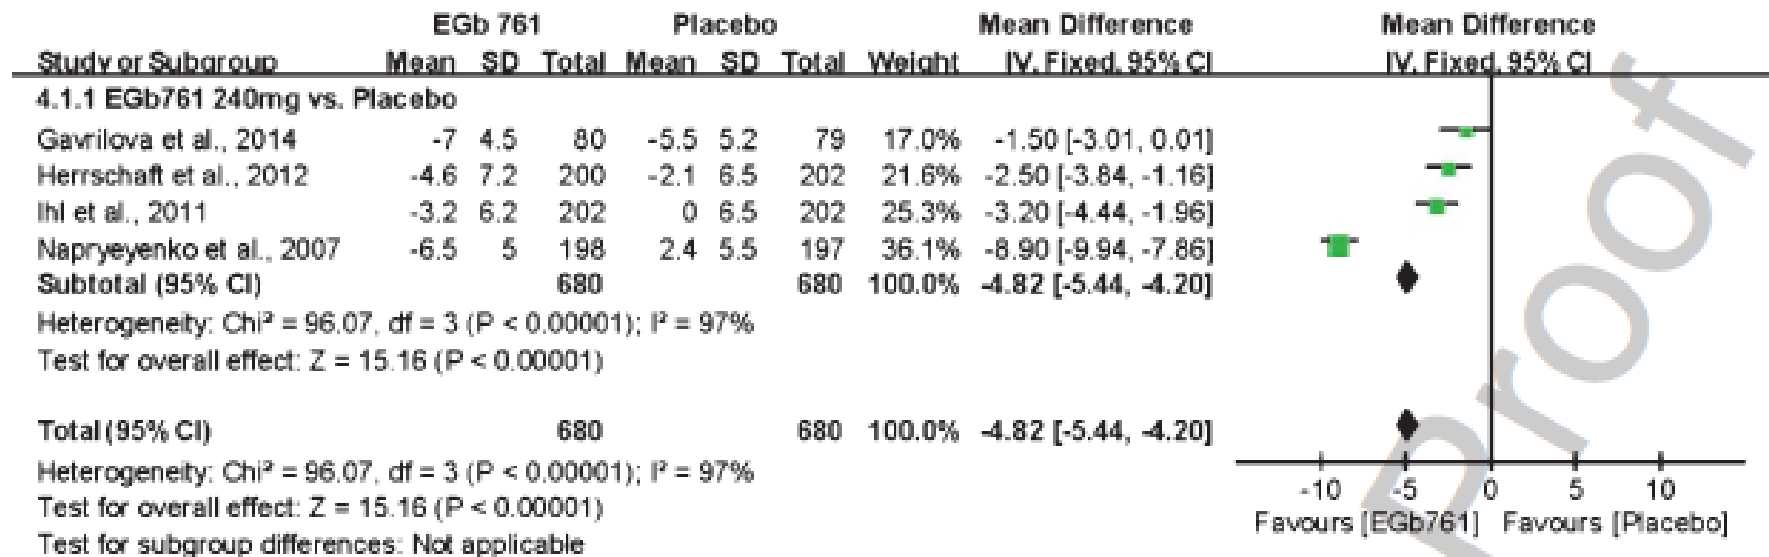 EGb 761 Placebo Mean Difference Mean Difference
Study or Subgroup Mean SD Total Mean SD Total Weight IV, Fixed, 95% CI IV, Fixed, 95% CI
4.1.1 EGb761 240mg vs. Placebo
Gavrilova et al., 2014 -7 4.5 80 -5.5 5.2 79 17.0% -1.50 [-3.01, 0.01]
Herrschaft et al., 2012 -4.6 7.2 200 -2.1 6.5 202 21.6% -2.50 [-3.84, -1.16]
Ihl et al., 2011 -3.2 6.2 202 0 6.5 202 25.3% -3.20 [-4.44, -1.96]
Napryeyenko et al., 2007 -6.5 5 198 2.4 5.5 197 36.1% -8.90 [-9.94, -7.86]
Subtotal (95% CI) 680 680 100.0% -4.82 [-5.44, -4.20]
Heterogeneity: Chi² = 96.07, df = 3 (P < 0.00001); I² = 97%
Test for overall effect: Z = 15.16 (P < 0.00001)
Total (95% CI) 680 680 100.0% -4.82 [-5.44, -4.20]
Heterogeneity: Chi² = 96.07, df = 3 (P < 0.00001); I² = 97%
Test for overall effect: Z = 15.16 (P < 0.00001)
Test for subgroup differences: Not applicable
-10 -5 0 5 10
Favours [EGb761] Favours [Placebo]
Proof